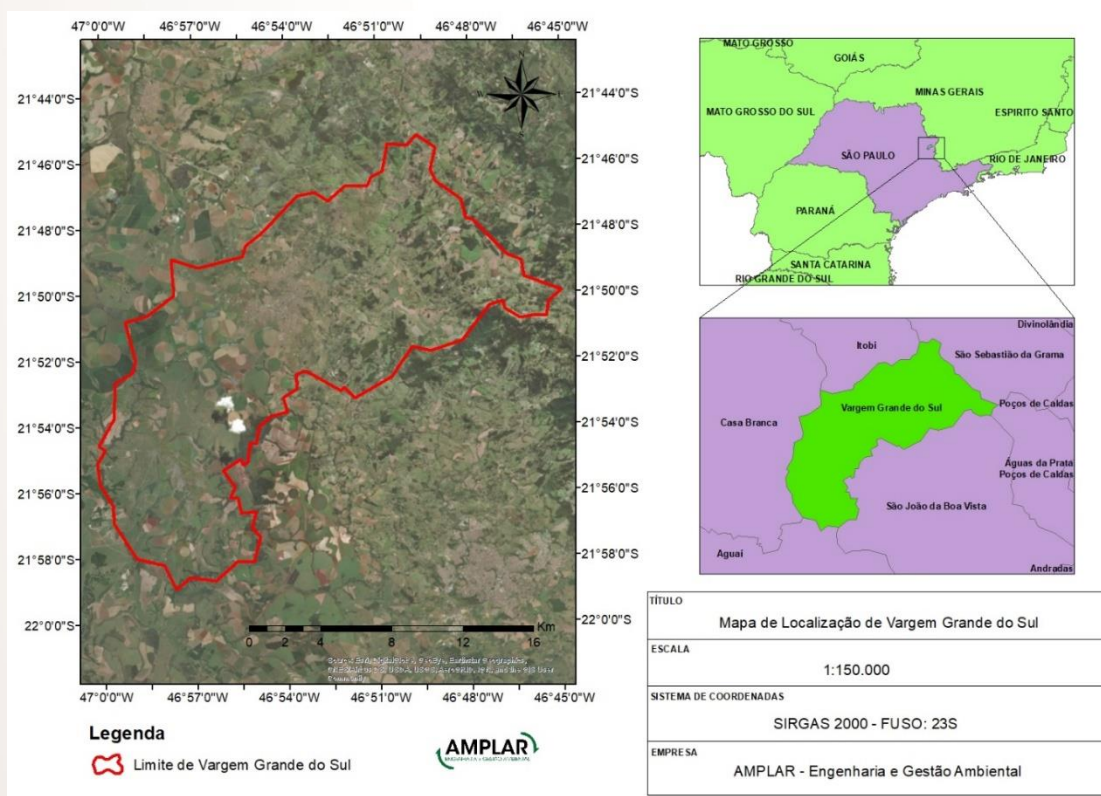 47°0'0"W 46°57'0"W 46°54'0"W 46°51'0"W 46°48'0"W 46°45'0"W
21°44'0"S
21°46'0"S
21°48'0"S
21°50'0"S
21°52'0"S
21°54'0"S
21°56'0"S
21°58'0"S
22°0'0"S
N
W
S
21°44'0"S
21°46'0"S
21°48'0"S
21°50'0"S
21°52'0"S
21°54'0"S
21°56'0"S
21°58'0"S
22°0'0"S
0 2 4 8 12 16
Km
47°0'0"W 46°57'0"W 46°54'0"W 46°51'0"W 46°48'0"W 46°45'0"W
Legenda
Limite de Vargem Grande do Sul
AMPLAR
ENGENHARIA E GESTÃO AMBIENTAL
MATO GROSSO
GOIÁS
MINAS GERAIS
MATO GROSSO DO SUL
ESPIRITO SANTO
SÃO PAULO
RIO DE JANEIRO
PARANÁ
SANTA CATARINA
RIO GRANDE DO SUL
Divinolândia
Itobi
São Sebastião da Grama
Vargem Grande do Sul
Poços de Caldas
Casa Branca
Águas da Prata
Poços de Caldas
São João da Boa Vista
Aguaí
Andradas
TÍTULO
Mapa de Localização de Vargem Grande do Sul
ESCALA
1:150.000
SISTEMA DE COORDENADAS
SIRGAS 2000 - FUSO: 23S
EMPRESA
AMPLAR - Engenharia e Gestão Ambiental